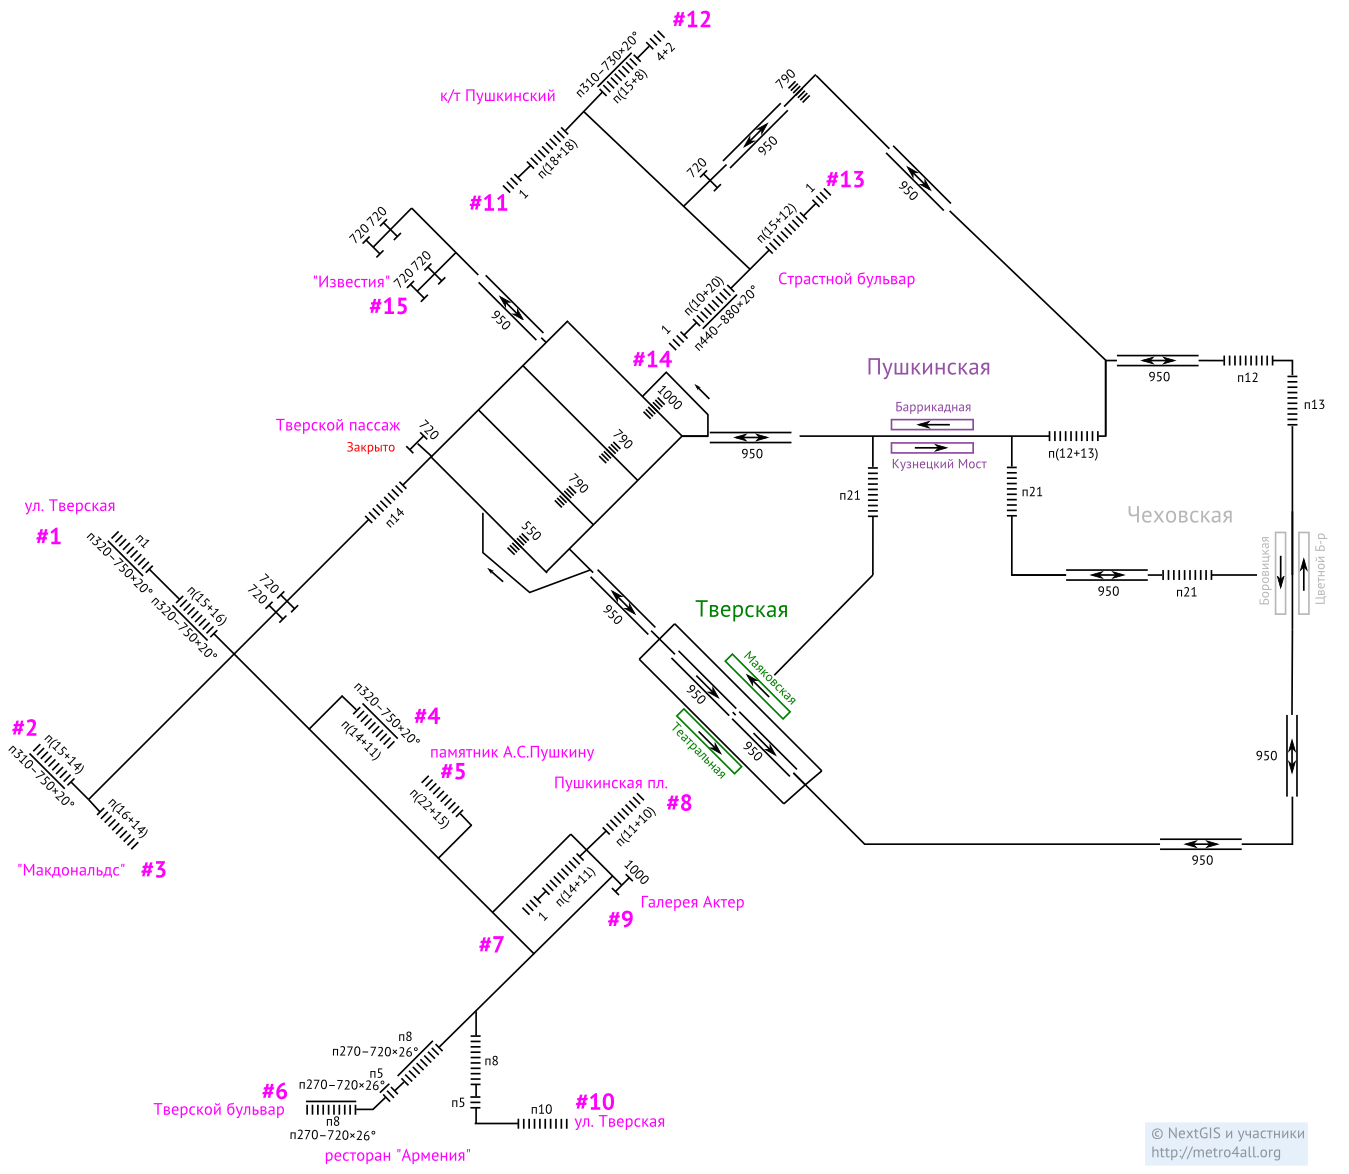 #12
п310–730×20°
4+2
п(15+8)
к/т Пушкинский
790
950
п(18+18)
1
#11
720
950
#13
1
п(15+12)
720 720
720 720
"Известия"
#15
950
Страстной бульвар
п(10+20)
п440–880×20°
1
#14
1000
Пушкинская
950
п12
п13
Баррикадная
Кузнецкий Мост
950
п(12+13)
Тверской пассаж
Закрыто
720
790
790
550
п14
п21
п21
Чеховская
Боровицкая
Цветной Б-р
950
п21
ул. Тверская
#1
п1
п320–750×20°
п(15+16)
п320–750×20°
720
720
950
Тверская
Маяковская
950
Театральная
950
950
950
#2
п(15+14)
п310–750×20°
п(16+14)
"Макдональдс"
#3
п320–750×20°
#4
п(14+11)
памятник А.С.Пушкину
#5
п(22+15)
Пушкинская пл.
#8
п(11+10)
1000
п(14+11)
1
Галерея Актер
#9
#7
п8
п270–720×26°
п5
п270–720×26°
#6
Тверской бульвар
п8
п270–720×26°
ресторан "Армения"
п8
п5
п10
#10
ул. Тверская
© NextGIS и участники
http://metro4all.org